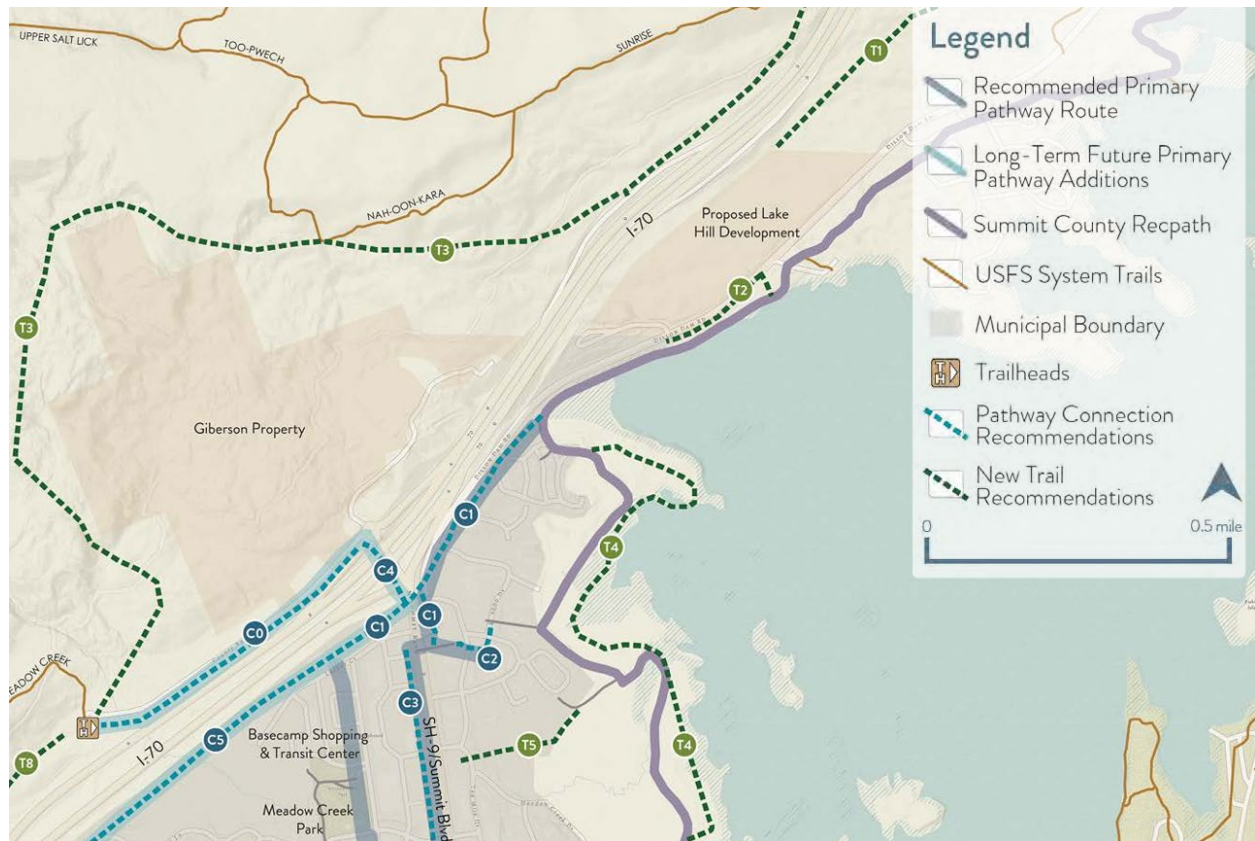 UPPER SALT LICK
TOO-PWECH
SUNRISE
T1
NAH-OON-KARA
I-70
Proposed Lake
Hill Development
T3
T2
T3
Giberson Property
C1
C4
T4
C1
C1
C0
C2
C3
MEADOW CREEK
TH
C5
I-70
Basecamp Shopping
& Transit Center
SH-9/Summit Blvd
T5
T4
T8
Meadow Creek
Park
Legend
Recommended Primary
Pathway Route
Long-Term Future Primary
Pathway Additions
Summit County Recpath
USFS System Trails
Municipal Boundary
TH
Trailheads
Pathway Connection
Recommendations
New Trail
Recommendations
0
0.5 mile